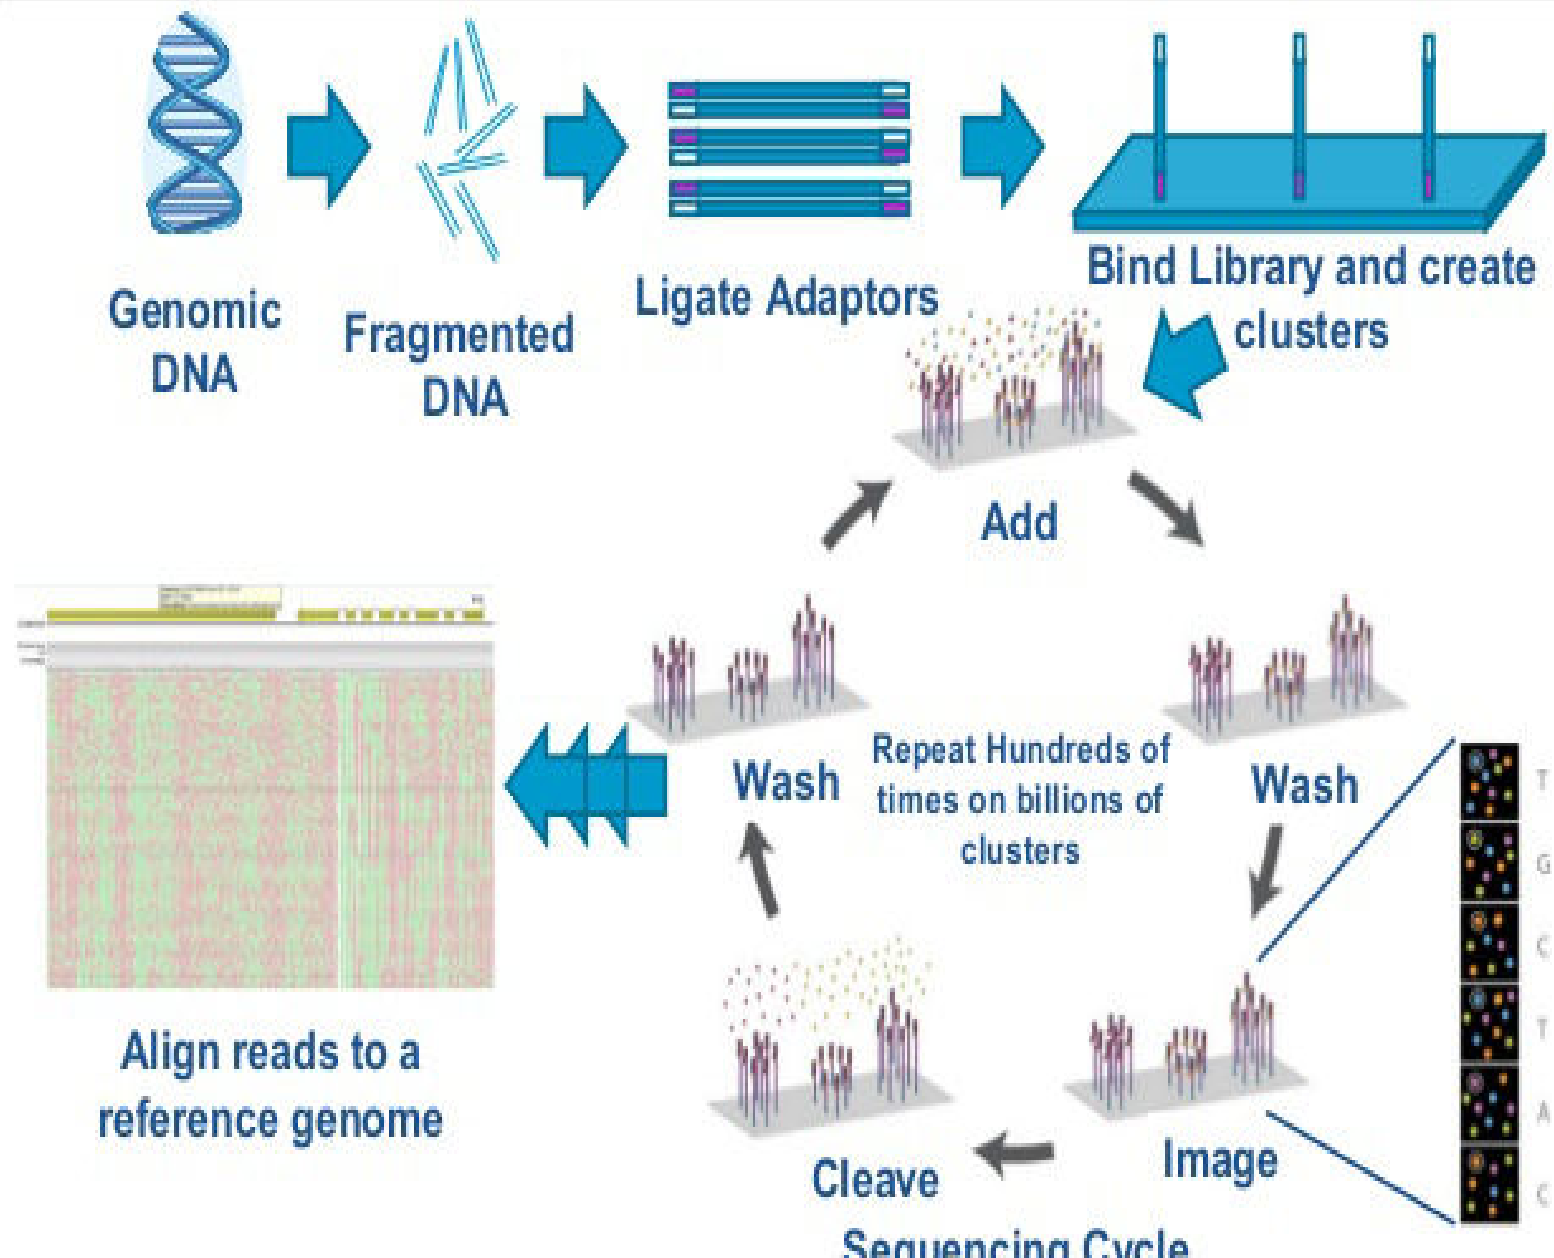 Genomic
DNA
Fragmented
DNA
Ligate Adaptors
Bind Library and create
clusters
Add
Wash
Image
Cleave
Wash
Repeat Hundreds of
times on billions of
clusters
T
G
C
T
A
C
Sequencing Cycle
Align reads to a
reference genome